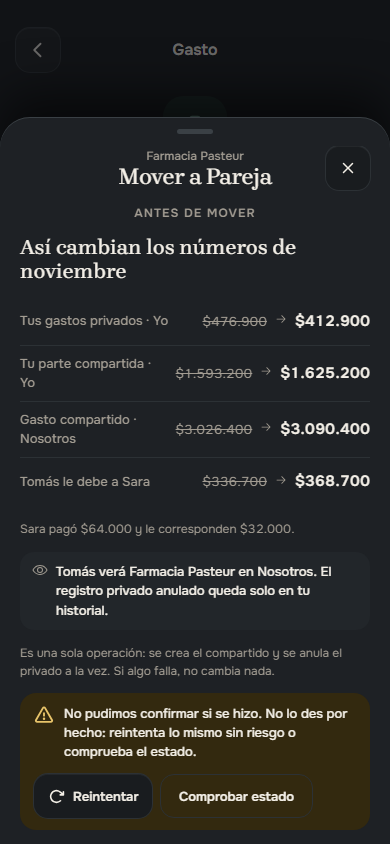 Gasto
Farmacia Pasteur
Mover a Pareja
ANTES DE MOVER
Así cambian los números de
noviembre
Tus gastos privados · Yo $476.900 → $412.900
Tu parte compartida ·
Yo
$1.593.200 → $1.625.200
Gasto compartido ·
Nosotros
$3.026.400 → $3.090.400
Tomás le debe a Sara $336.700 → $368.700
Sara pagó $64.000 y le corresponden $32.000.
Tomás verá Farmacia Pasteur en Nosotros. El
registro privado anulado queda solo en tu
historial.
Es una sola operación: se crea el compartido y se anula el
privado a la vez. Si algo falla, no cambia nada.
No pudimos confirmar si se hizo. No lo des por
hecho: reintenta lo mismo sin riesgo o
comprueba el estado.
Reintentar Comprobar estado